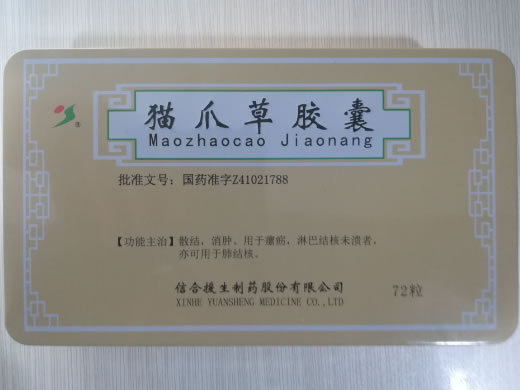 猫爪草胶囊
Maozhaocao Jiaonang
批准文号：国药准字Z41021788
【功能主治】散结，消肿。用于瘰疬，淋巴结核未溃者，
亦可用于肺结核。
信合援生制药股份有限公司
XINHE YUANSHENG MEDICINE CO.,LTD
72粒